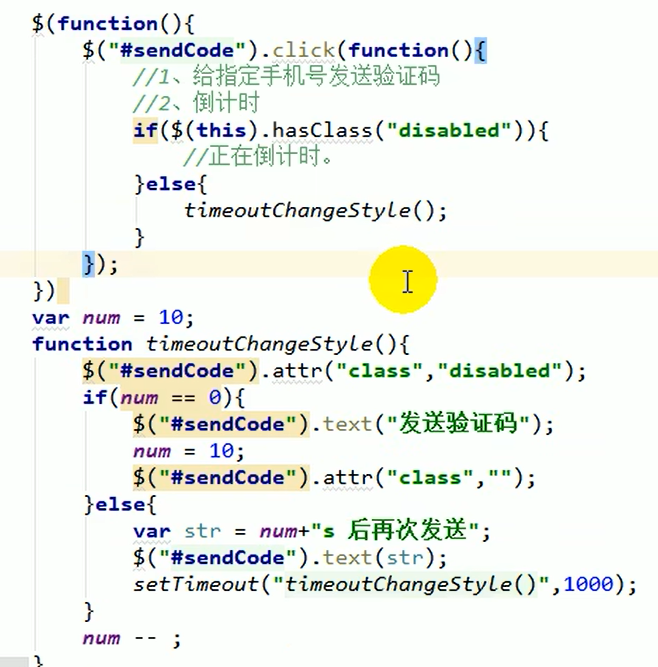 $(function(){
$("#sendCode").click(function(){
//1、给指定手机号发送验证码
//2、倒计时
if($(this).hasClass("disabled")){
//正在倒计时。
}else{
timeoutChangeStyle();
}
});
})
var num = 10;
function timeoutChangeStyle(){
$("#sendCode").attr("class","disabled");
if(num == 0){
$("#sendCode").text("发送验证码");
num = 10;
$("#sendCode").attr("class","");
}else{
var str = num+"s 后再次发送";
$("#sendCode").text(str);
setTimeout("timeoutChangeStyle()",1000);
}
num -- ;
}